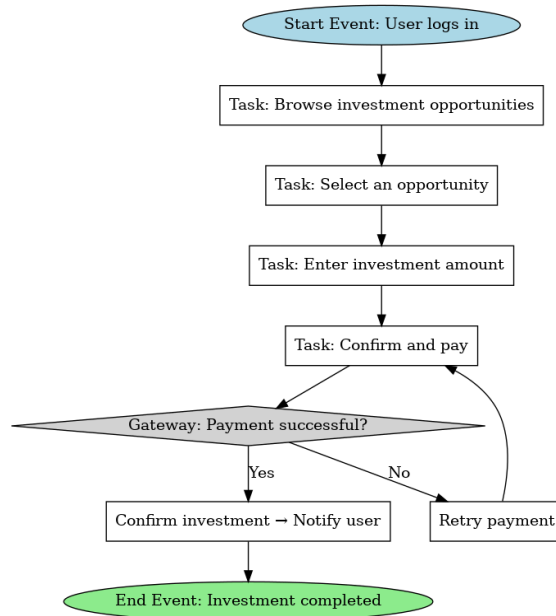 Start Event: User logs in
Task: Browse investment opportunities
Task: Select an opportunity
Task: Enter investment amount
Task: Confirm and pay
Gateway: Payment successful?
Yes
No
Confirm investment → Notify user
Retry payment
End Event: Investment completed